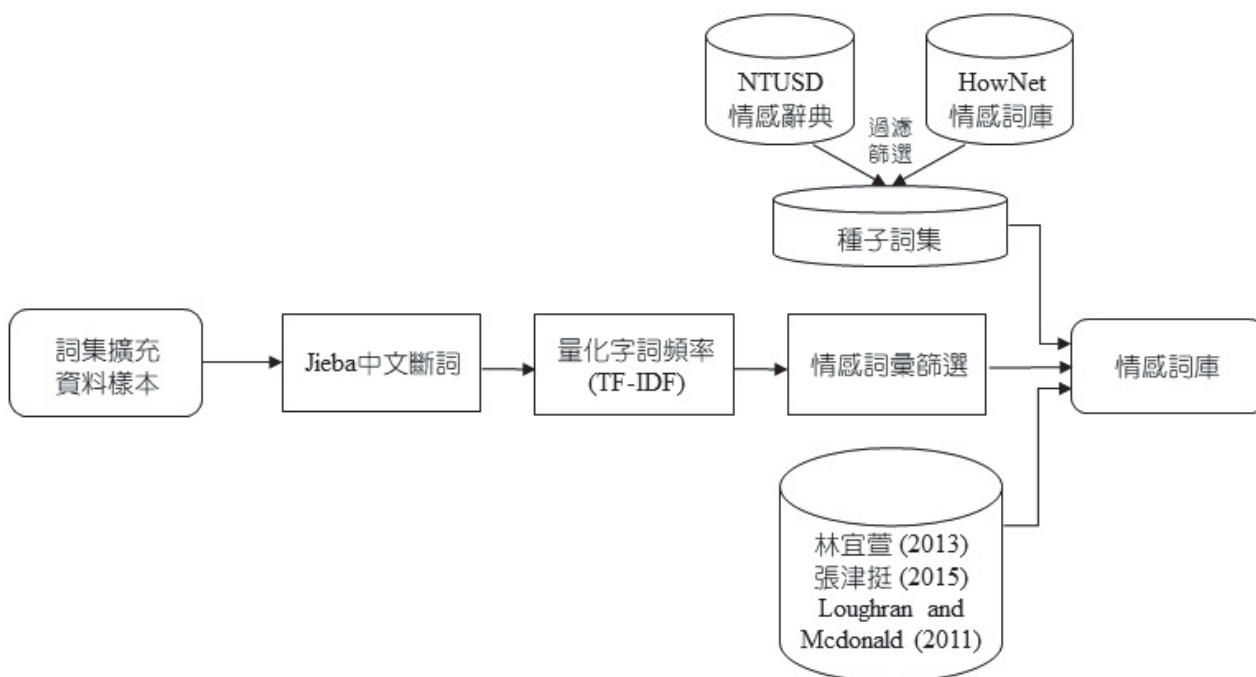 NTUSD
情感辭典
HowNet
情感詞庫
過濾
篩選
種子詞集
詞集擴充
資料樣本
Jieba中文斷詞
量化字詞頻率
(TF-IDF)
情感詞彙篩選
情感詞庫
林宜萱 (2013)
張津挺 (2015)
Loughran and
Mcdonald (2011)